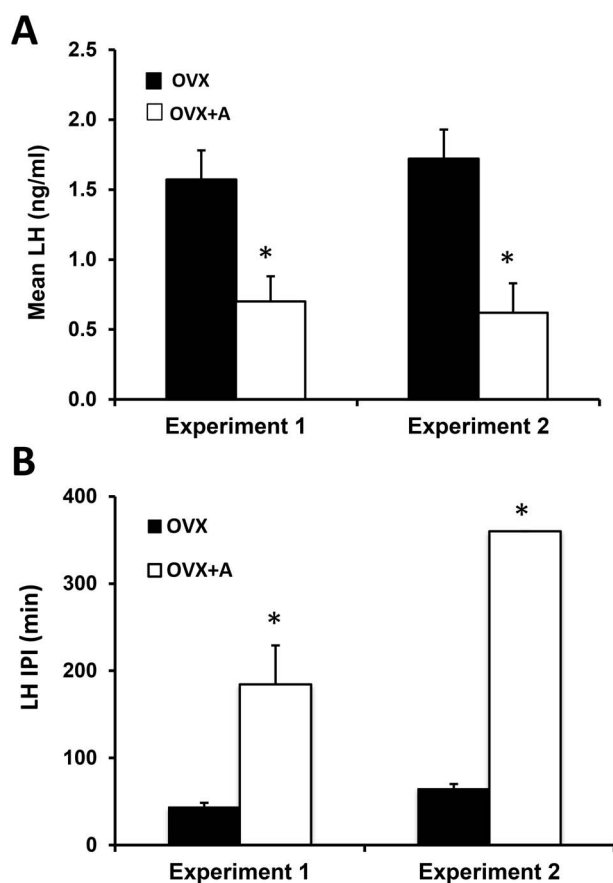 A
2.5
OVX
2.0
OVX+A
1.5
*
*
1.0
0.5
0.0
Mean LH (ng/ml)
Experiment 1 Experiment 2
B
400
*
OVX
OVX+A
300
*
200
100
0
LH IPI (min)
Experiment 1 Experiment 2